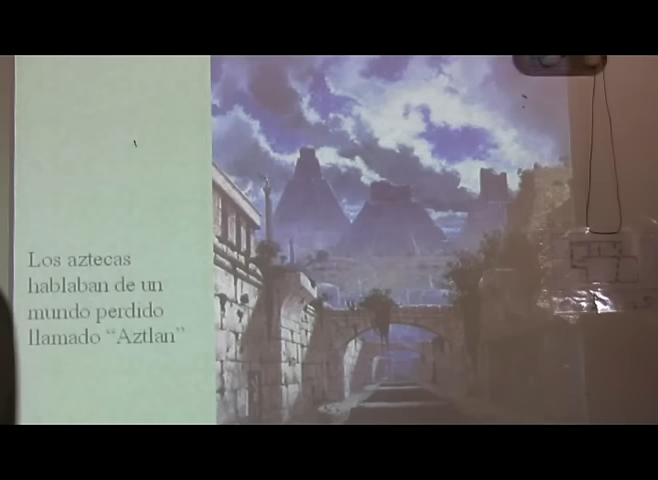 Los aztecas
hablaban de un
mundo perdido
llamado “Aztlan”